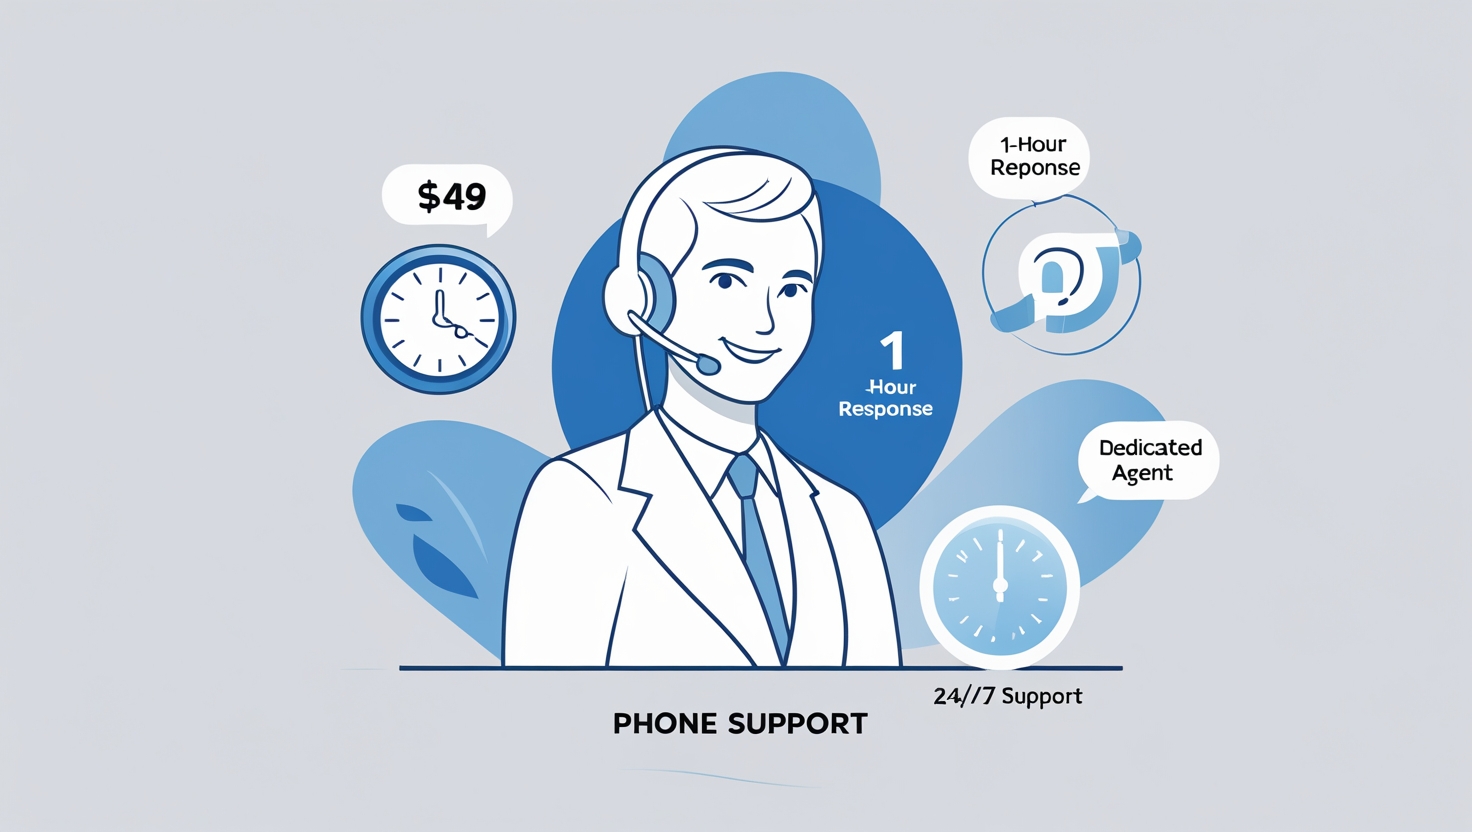 $49
1-Hour
Reponse
1
-Hour
Response
Dedicated
Agent
24//7 Support
PHONE SUPPORT